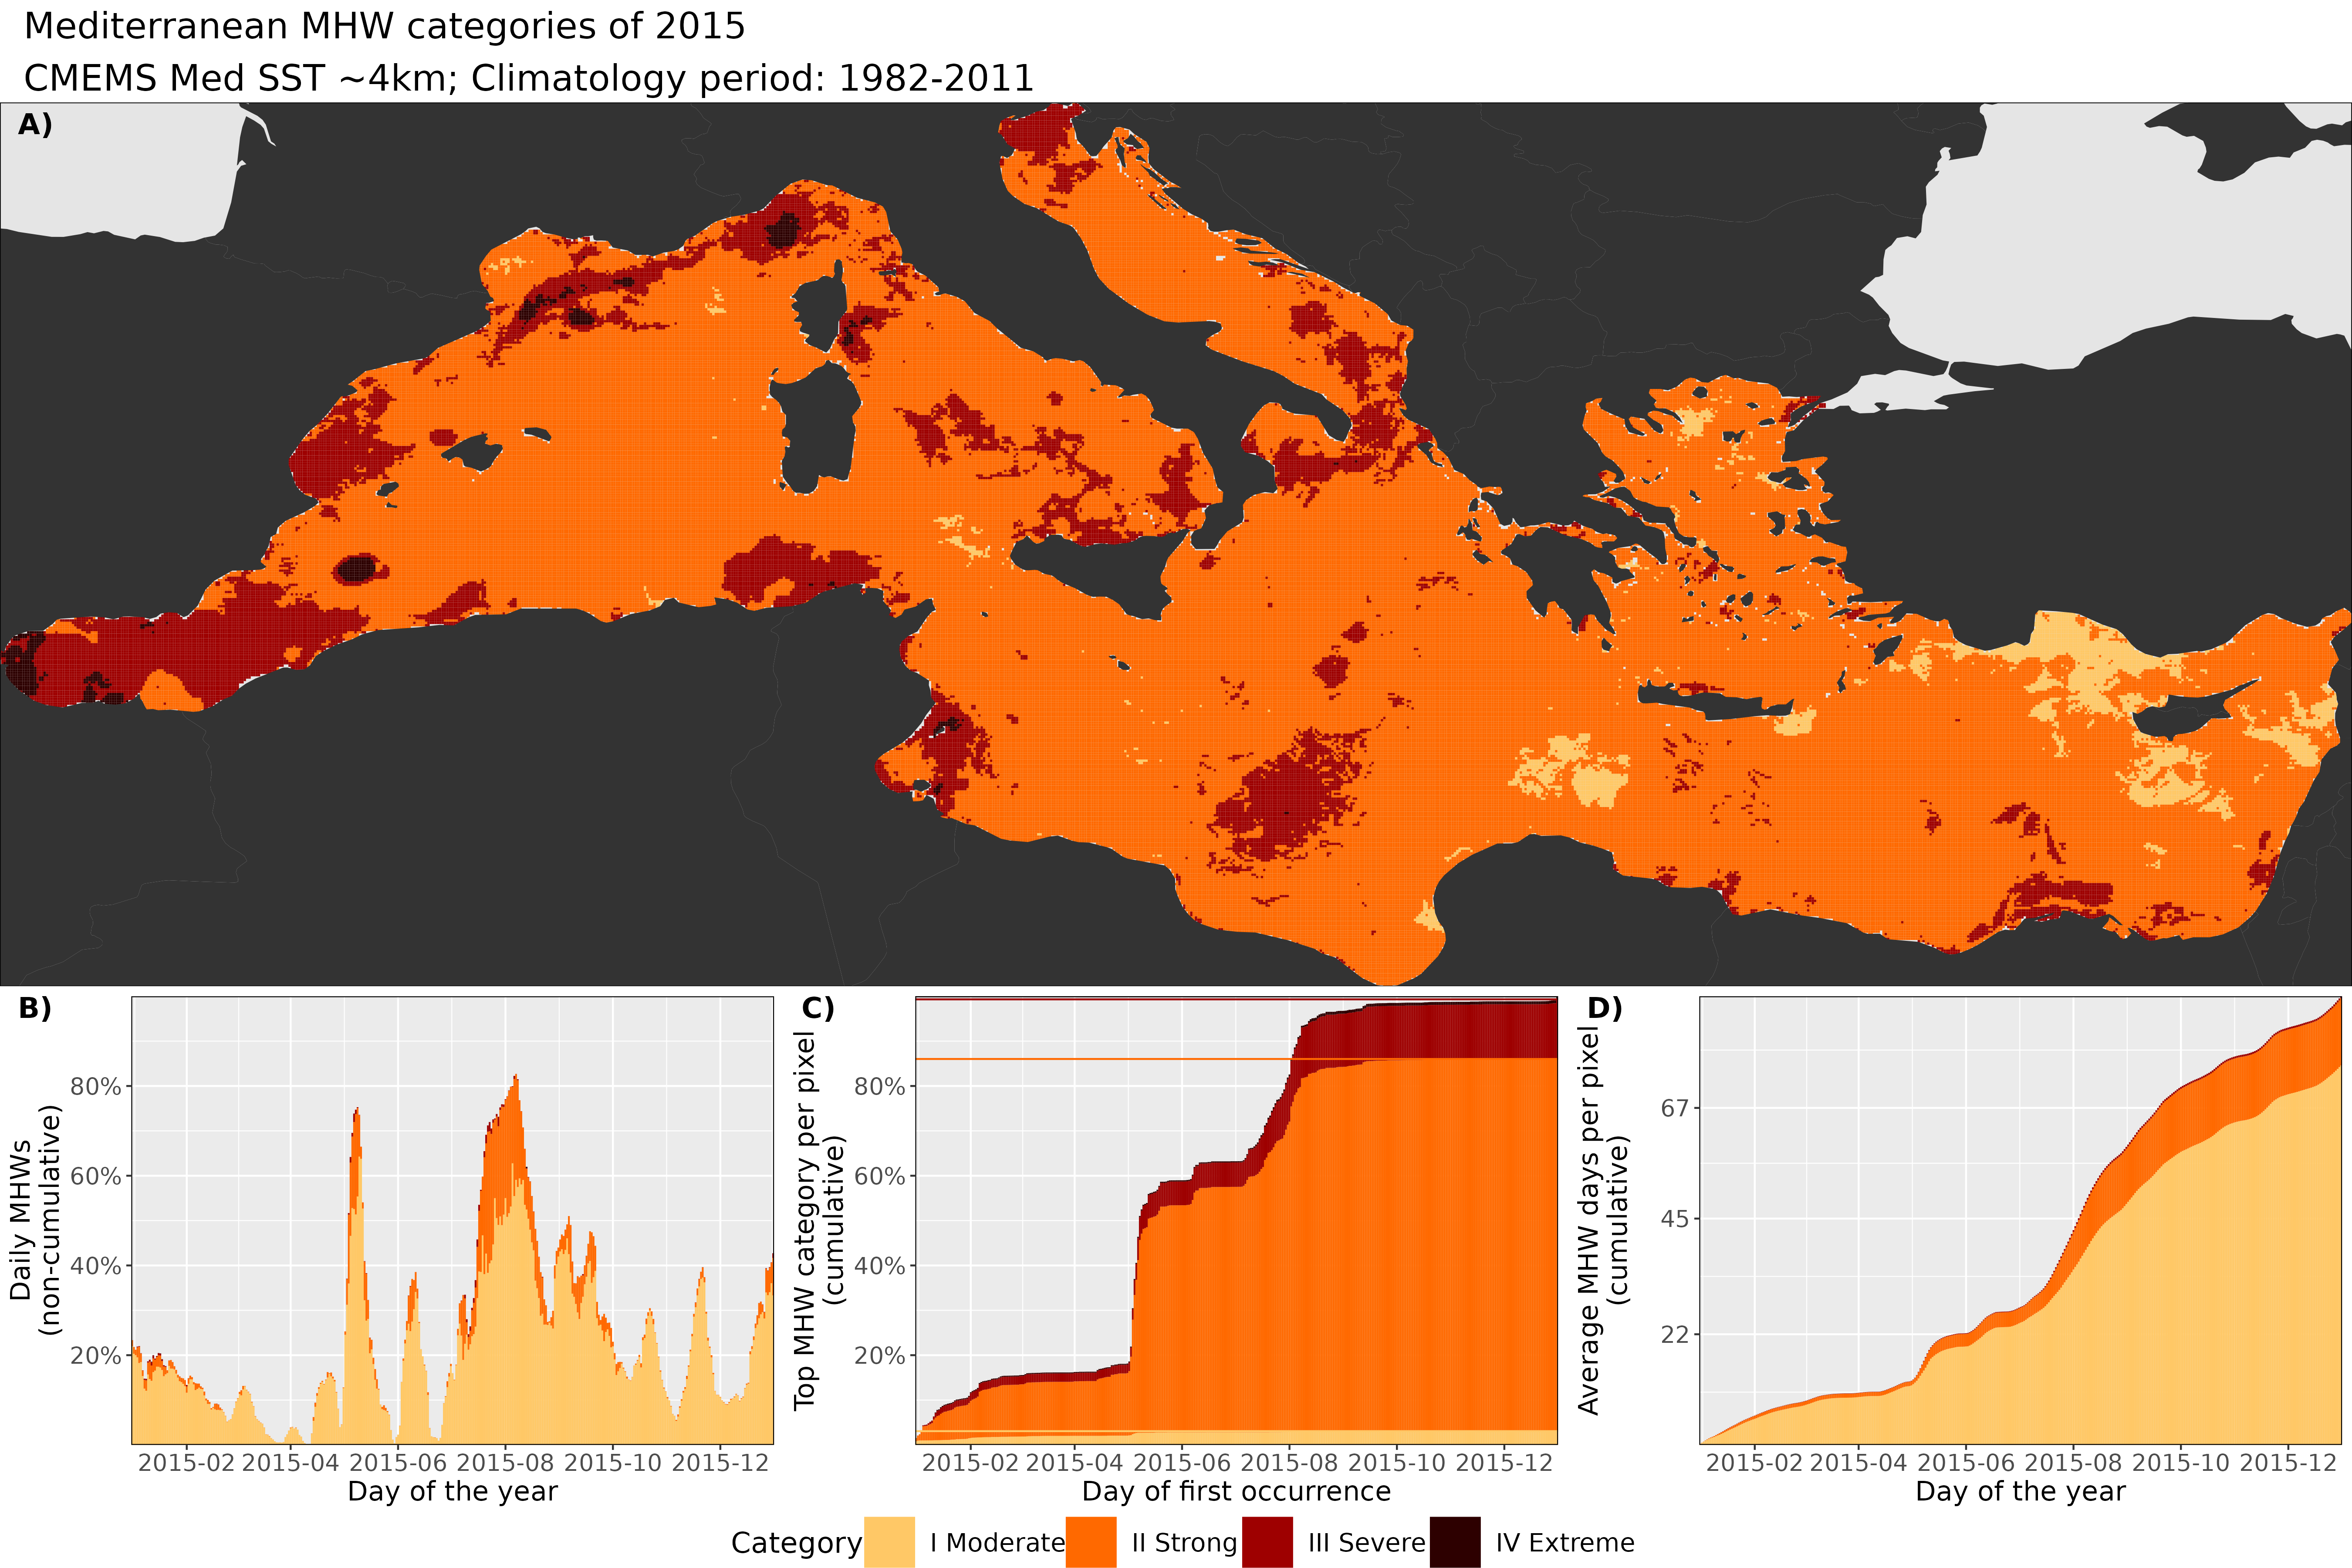 Mediterranean MHW categories of 2015
CMEMS Med SST ~4km; Climatology period: 1982-2011
A)
B)
Daily MHWs
(non-cumulative)
80%
60%
40%
20%
2015-02 2015-04 2015-06 2015-08 2015-10 2015-12
Day of the year
C)
Top MHW category per pixel
(cumulative)
80%
60%
40%
20%
2015-02 2015-04 2015-06 2015-08 2015-10 2015-12
Day of first occurrence
D)
Average MHW days per pixel
(cumulative)
67
45
22
2015-02 2015-04 2015-06 2015-08 2015-10 2015-12
Day of the year
Category I Moderate II Strong III Severe IV Extreme